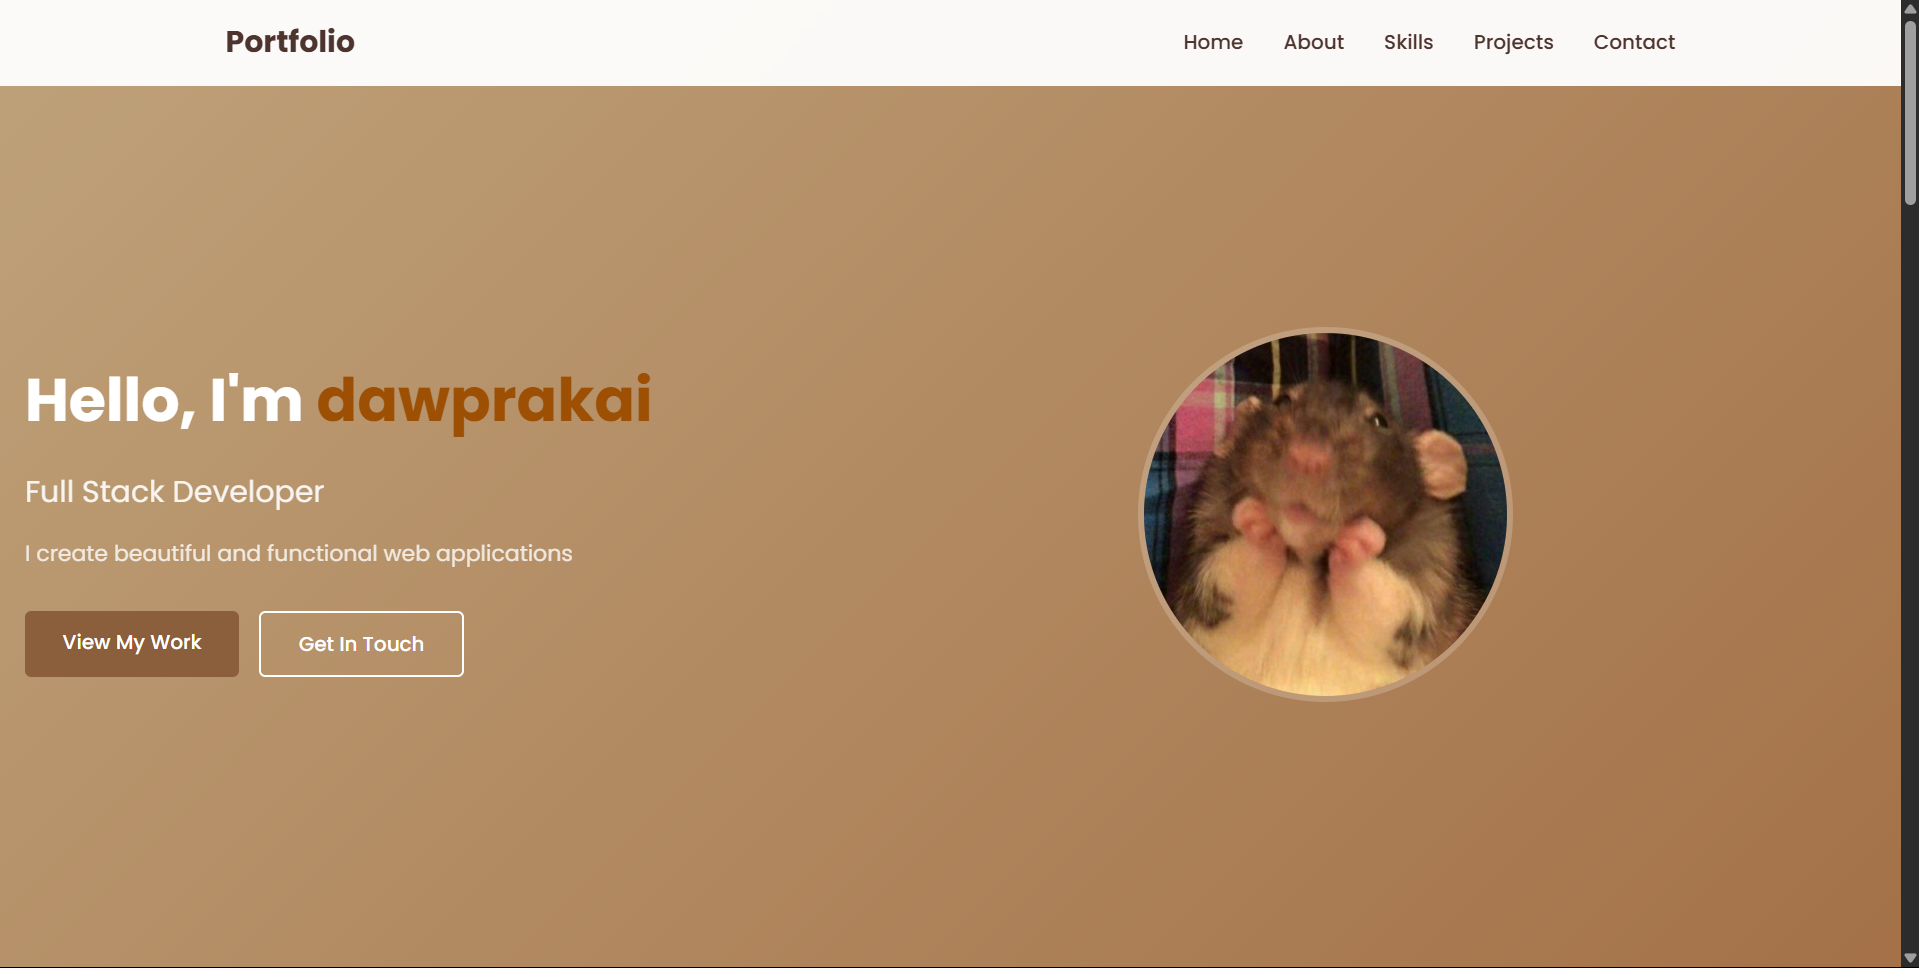 Portfolio
Home About Skills Projects Contact
Hello, I'm dawprakai
Full Stack Developer
I create beautiful and functional web applications
View My Work
Get In Touch